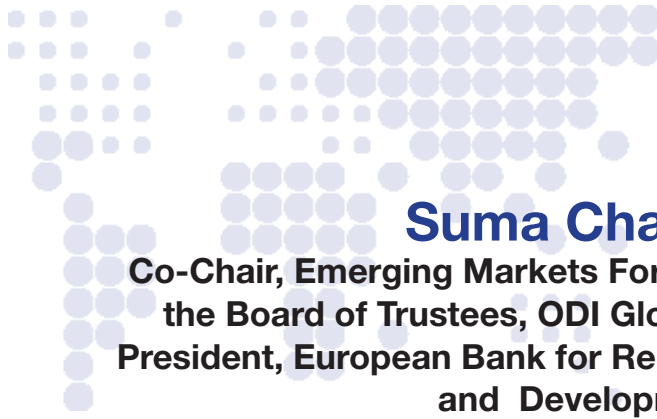 Suma Cha
Co-Chair, Emerging Markets For
the Board of Trustees, ODI Glo
President, European Bank for Re
and Develop